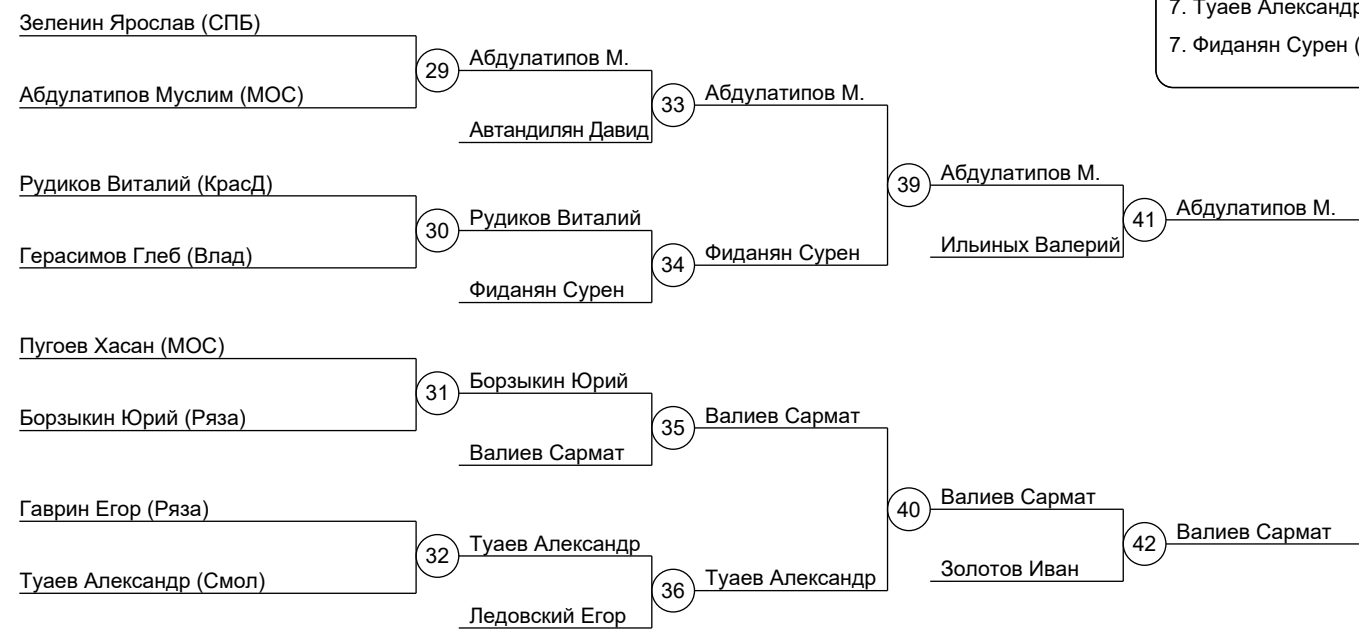 7. Туаев Александр
7. Фиданян Сурен (
Зеленин Ярослав (СПБ)
29
Абдулатипов М.
Абдулатипов Муслим (МОС)
33
Абдулатипов М.
Автандилян Давид
Рудиков Виталий (КрасД)
39
Абдулатипов М.
30
Рудиков Виталий
41
Абдулатипов М.
Герасимов Глеб (Влад)
34
Фиданян Сурен
Ильиных Валерий
Фиданян Сурен
Пугоев Хасан (МОС)
31
Борзыкин Юрий
Борзыкин Юрий (Ряза)
35
Валиев Сармат
Валиев Сармат
Гаврин Егор (Ряза)
40
Валиев Сармат
32
Туаев Александр
42
Валиев Сармат
Туаев Александр (Смол)
36
Туаев Александр
Золотов Иван
Ледовский Егор